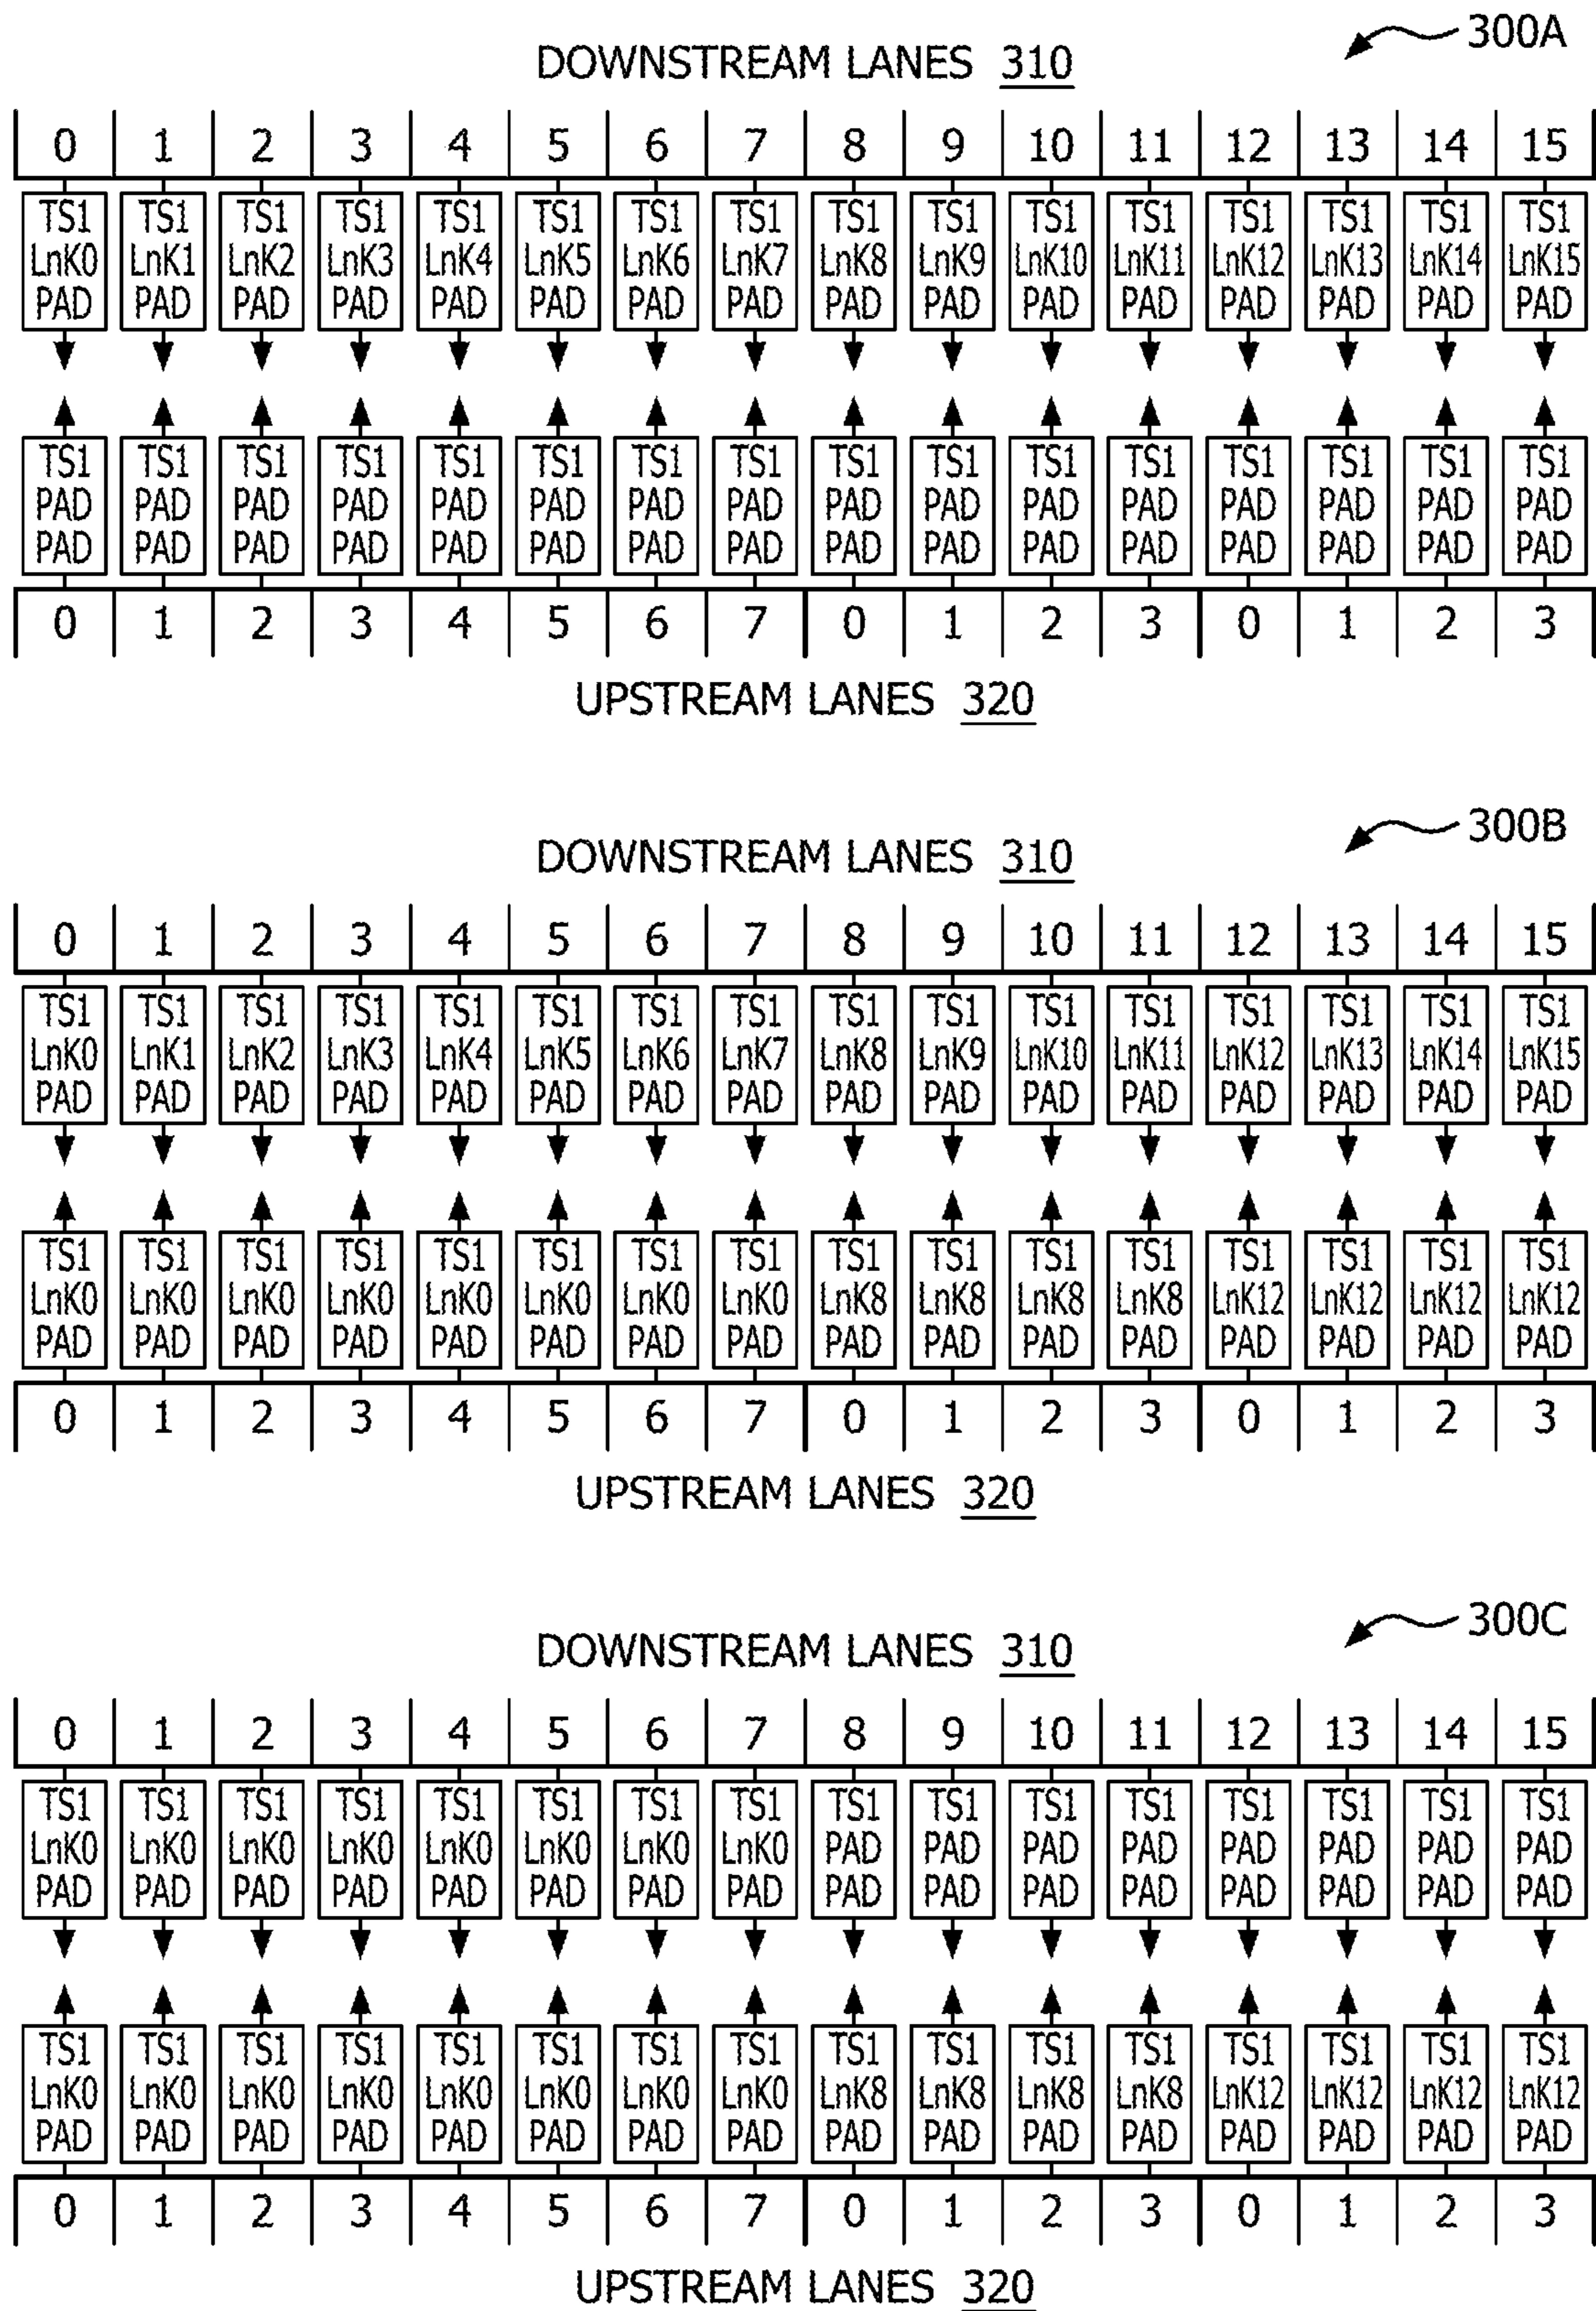 300A
DOWNSTREAM LANES 310
0 1 2 3 4 5 6 7 8 9 10 11 12 13 14 15
TS1 TS1 TS1 TS1 TS1 TS1 TS1 TS1 TS1 TS1 TS1 TS1 TS1 TS1 TS1 TS1
LnK0 LnK1 LnK2 LnK3 LnK4 LnK5 LnK6 LnK7 LnK8 LnK9 LnK10 LnK11 LnK12 LnK13 LnK14 LnK15
PAD PAD PAD PAD PAD PAD PAD PAD PAD PAD PAD PAD PAD PAD PAD PAD
TS1 TS1 TS1 TS1 TS1 TS1 TS1 TS1 TS1 TS1 TS1 TS1 TS1 TS1 TS1 TS1
PAD PAD PAD PAD PAD PAD PAD PAD PAD PAD PAD PAD PAD PAD PAD PAD
PAD PAD PAD PAD PAD PAD PAD PAD PAD PAD PAD PAD PAD PAD PAD PAD
0 1 2 3 4 5 6 7 0 1 2 3 0 1 2 3
UPSTREAM LANES 320
300B
DOWNSTREAM LANES 310
0 1 2 3 4 5 6 7 8 9 10 11 12 13 14 15
TS1 TS1 TS1 TS1 TS1 TS1 TS1 TS1 TS1 TS1 TS1 TS1 TS1 TS1 TS1 TS1
LnK0 LnK1 LnK2 LnK3 LnK4 LnK5 LnK6 LnK7 LnK8 LnK9 LnK10 LnK11 LnK12 LnK13 LnK14 LnK15
PAD PAD PAD PAD PAD PAD PAD PAD PAD PAD PAD PAD PAD PAD PAD PAD
TS1 TS1 TS1 TS1 TS1 TS1 TS1 TS1 TS1 TS1 TS1 TS1 TS1 TS1 TS1 TS1
LnK0 LnK0 LnK0 LnK0 LnK0 LnK0 LnK0 LnK0 LnK8 LnK8 LnK8 LnK8 LnK12 LnK12 LnK12 LnK12
PAD PAD PAD PAD PAD PAD PAD PAD PAD PAD PAD PAD PAD PAD PAD PAD
0 1 2 3 4 5 6 7 0 1 2 3 0 1 2 3
UPSTREAM LANES 320
300C
DOWNSTREAM LANES 310
0 1 2 3 4 5 6 7 8 9 10 11 12 13 14 15
TS1 TS1 TS1 TS1 TS1 TS1 TS1 TS1 TS1 TS1 TS1 TS1 TS1 TS1 TS1 TS1
LnK0 LnK0 LnK0 LnK0 LnK0 LnK0 LnK0 LnK0 PAD PAD PAD PAD PAD PAD PAD PAD
PAD PAD PAD PAD PAD PAD PAD PAD PAD PAD PAD PAD PAD PAD PAD PAD
TS1 TS1 TS1 TS1 TS1 TS1 TS1 TS1 TS1 TS1 TS1 TS1 TS1 TS1 TS1 TS1
LnK0 LnK0 LnK0 LnK0 LnK0 LnK0 LnK0 LnK0 LnK8 LnK8 LnK8 LnK8 LnK12 LnK12 LnK12 LnK12
PAD PAD PAD PAD PAD PAD PAD PAD PAD PAD PAD PAD PAD PAD PAD PAD
0 1 2 3 4 5 6 7 0 1 2 3 0 1 2 3
UPSTREAM LANES 320